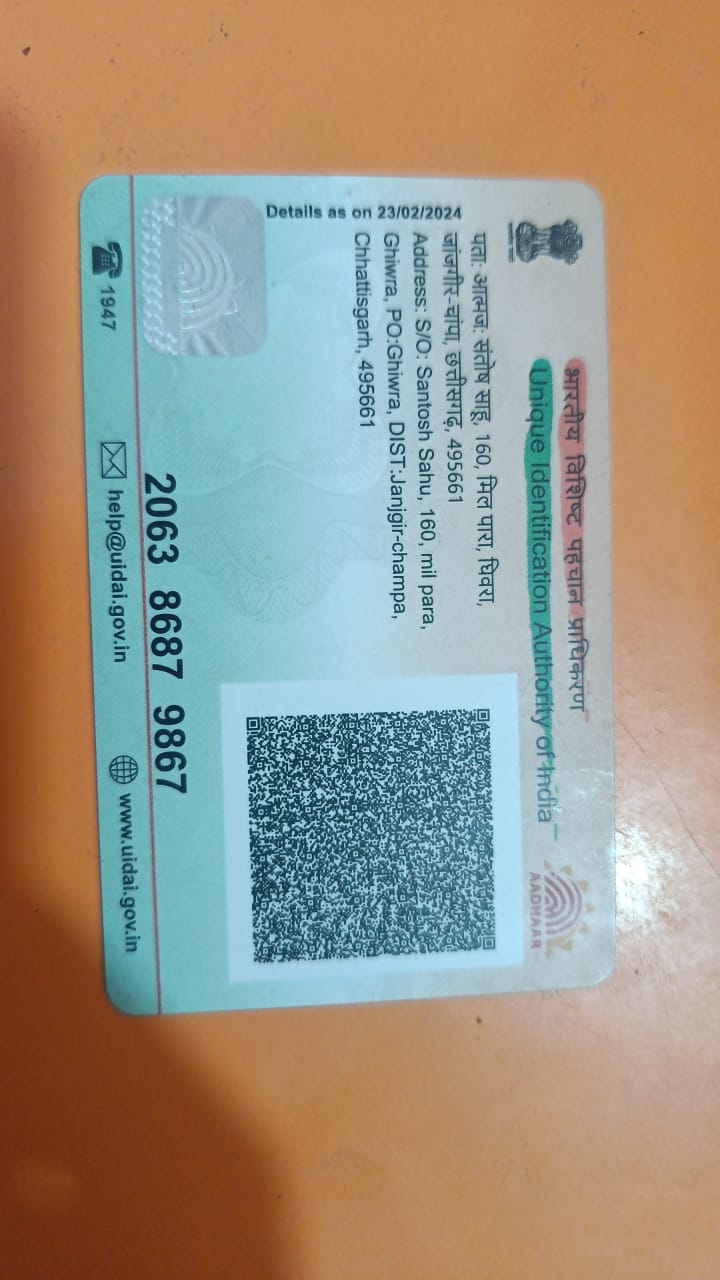 भारतीय विशिष्ट पहचान प्राधिकरण
Unique Identification Authority of India
AADHAAR
Details as on 23/02/2024
पता: आत्मज: संतोष साहू, 160, मिल पारा, घिवरा,
जांजगीर-चांपा, छत्तीसगढ़, 495661
Address: S/O: Santosh Sahu, 160, mil para,
Ghiwra, PO:Ghiwra, DIST:Janjgir-champa,
Chhattisgarh, 495661
2063 8687 9867
1947
help@uidai.gov.in
www.uidai.gov.in